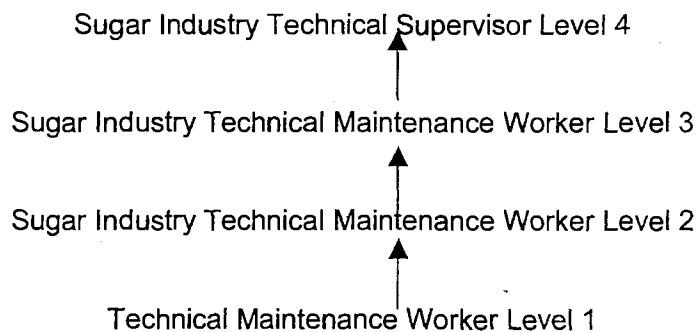 Sugar Industry Technical Supervisor Level 4
Sugar Industry Technical Maintenance Worker Level 3
Sugar Industry Technical Maintenance Worker Level 2
Technical Maintenance Worker Level 1